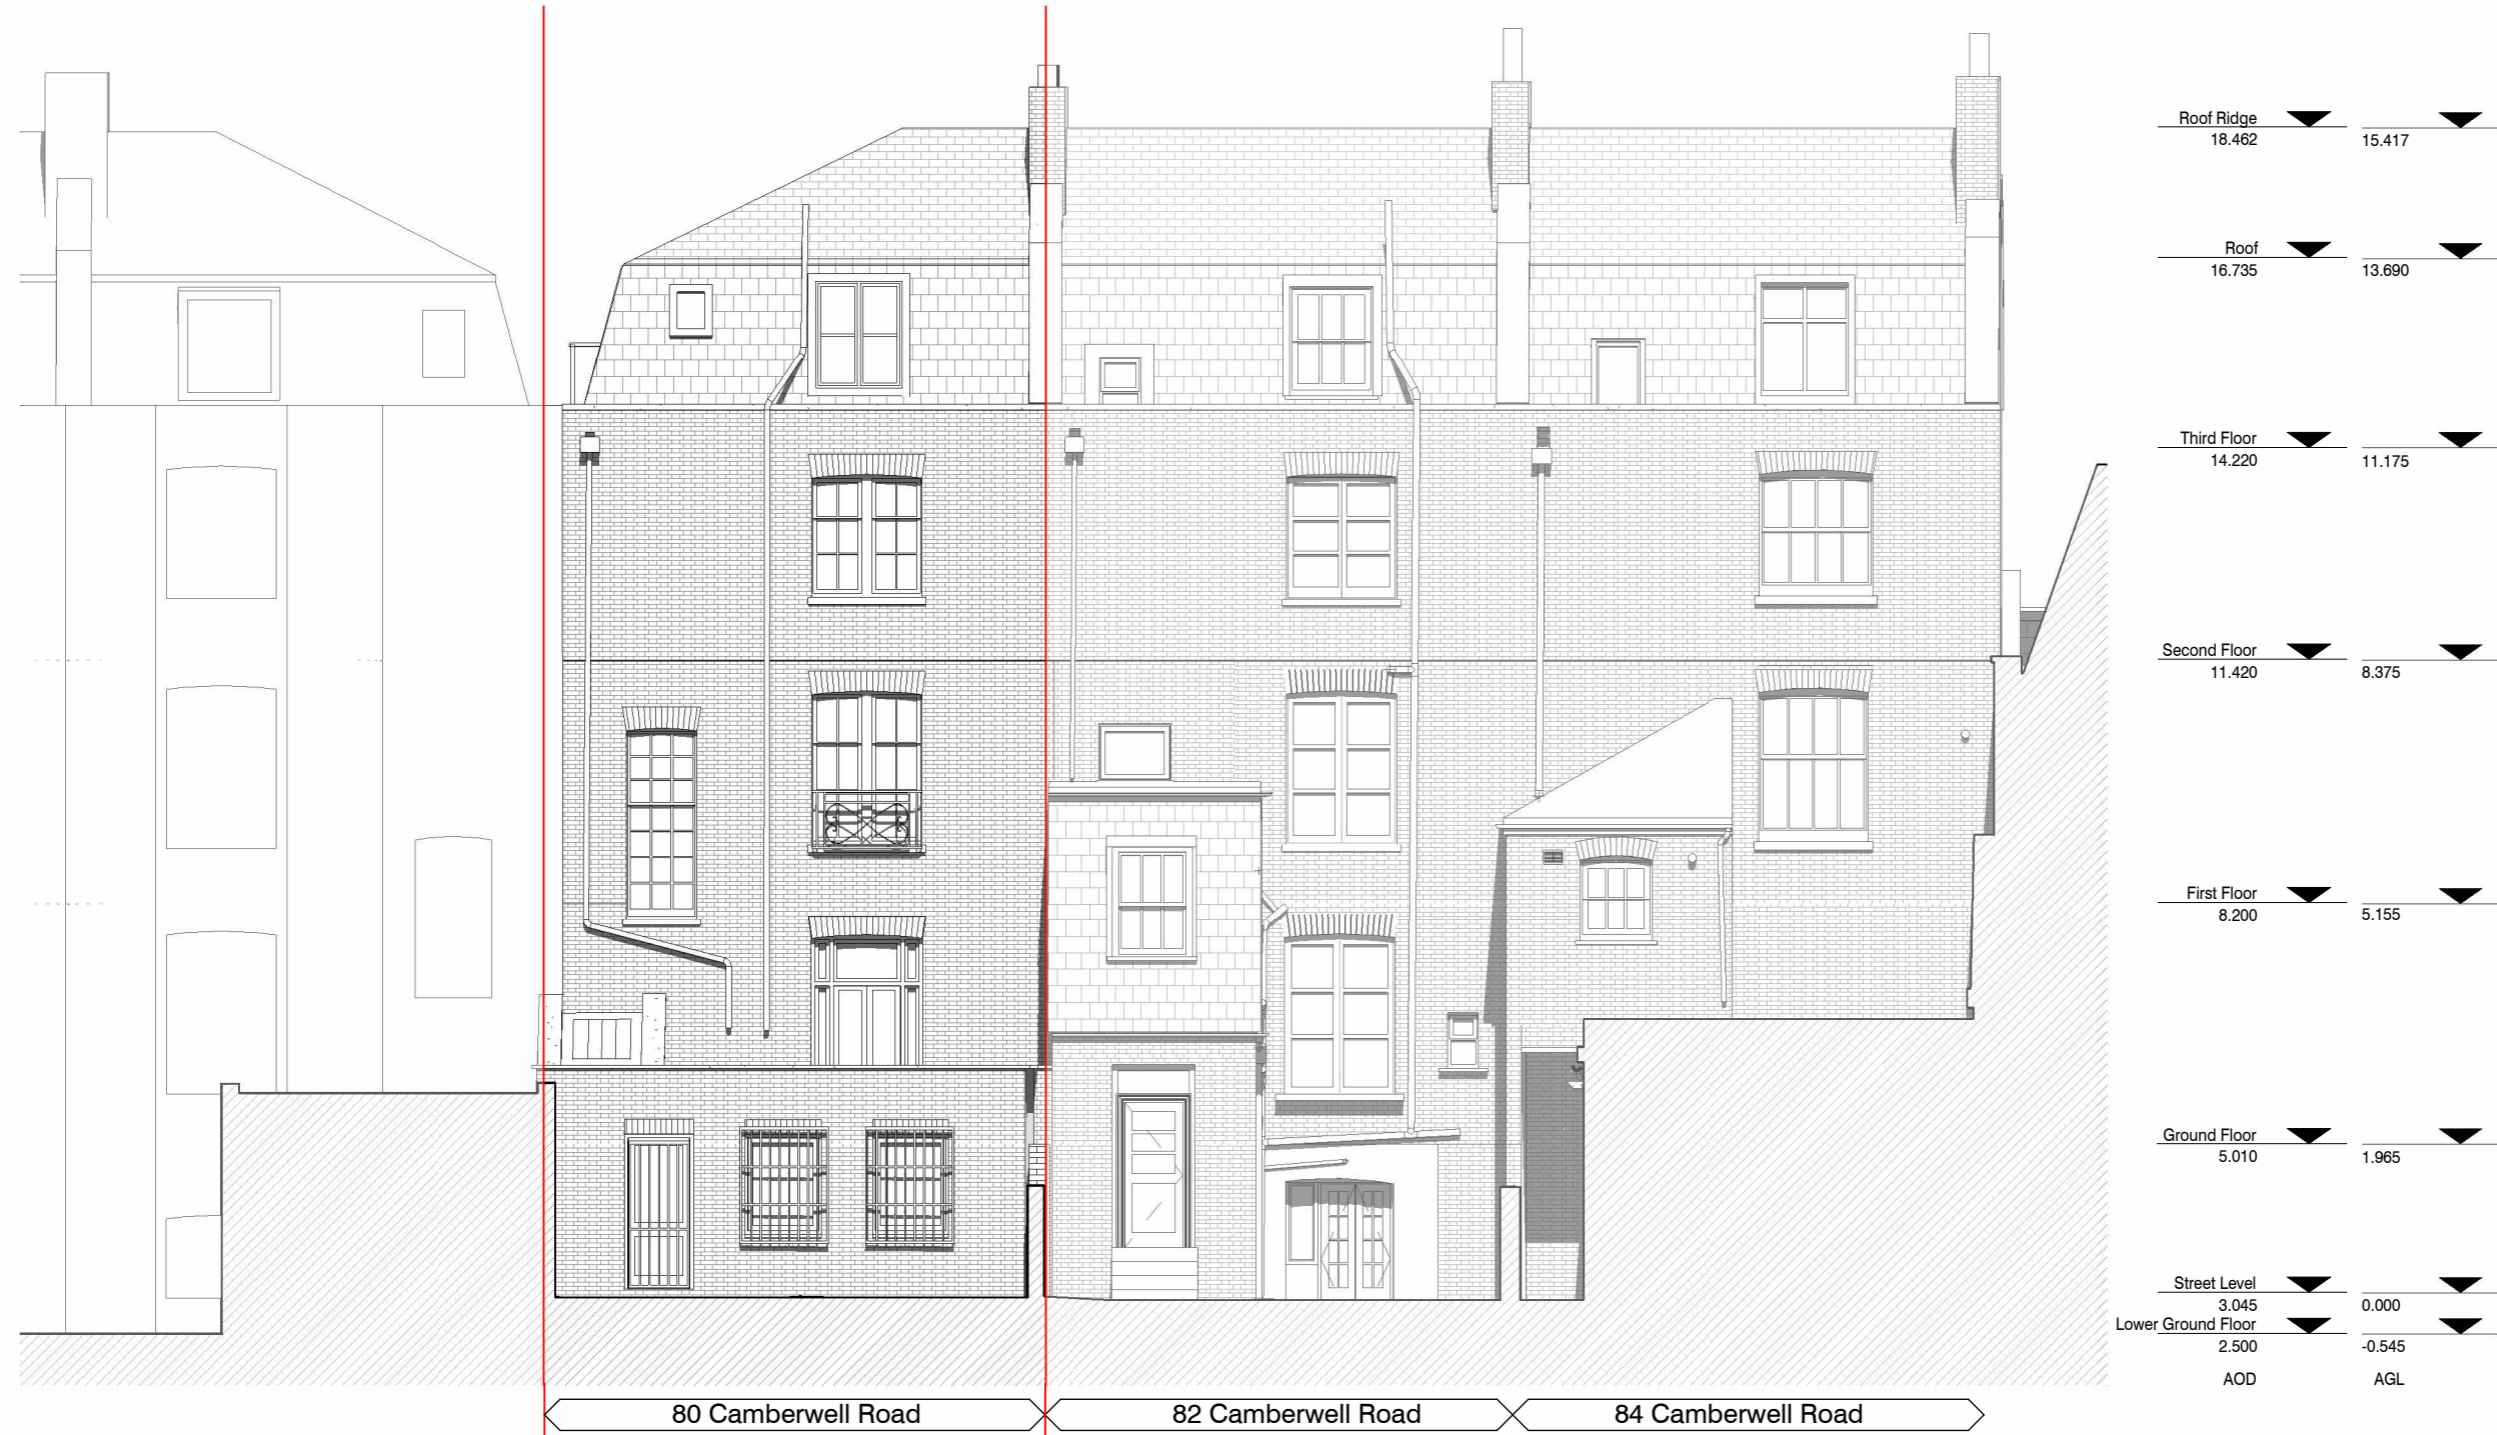 Roof Ridge
18.462 15.417
Roof
16.735 13.690
Third Floor
14.220 11.175
Second Floor
11.420 8.375
First Floor
8.200 5.155
Ground Floor
5.010 1.965
Street Level
3.045 0.000
Lower Ground Floor
2.500 -0.545
AOD AGL
80 Camberwell Road 82 Camberwell Road 84 Camberwell Road